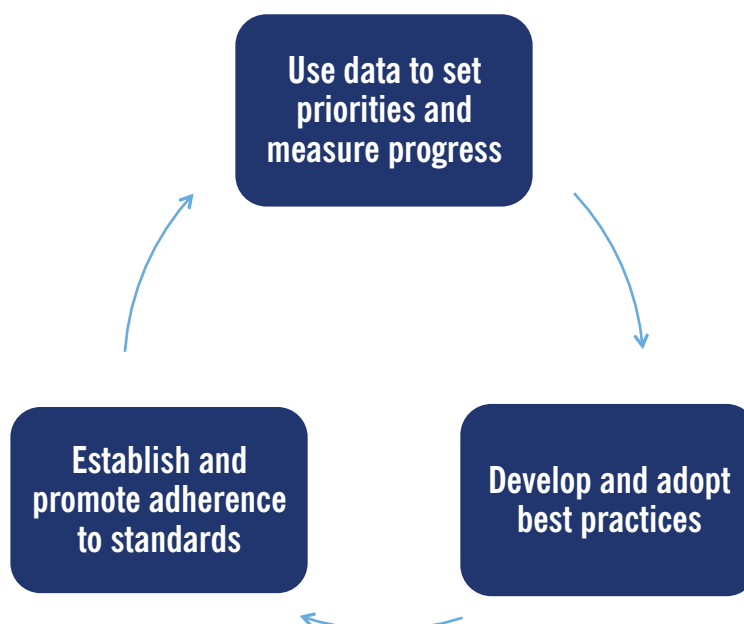 Use data to set
priorities and
measure progress
Develop and adopt
best practices
Establish and
promote adherence
to standards